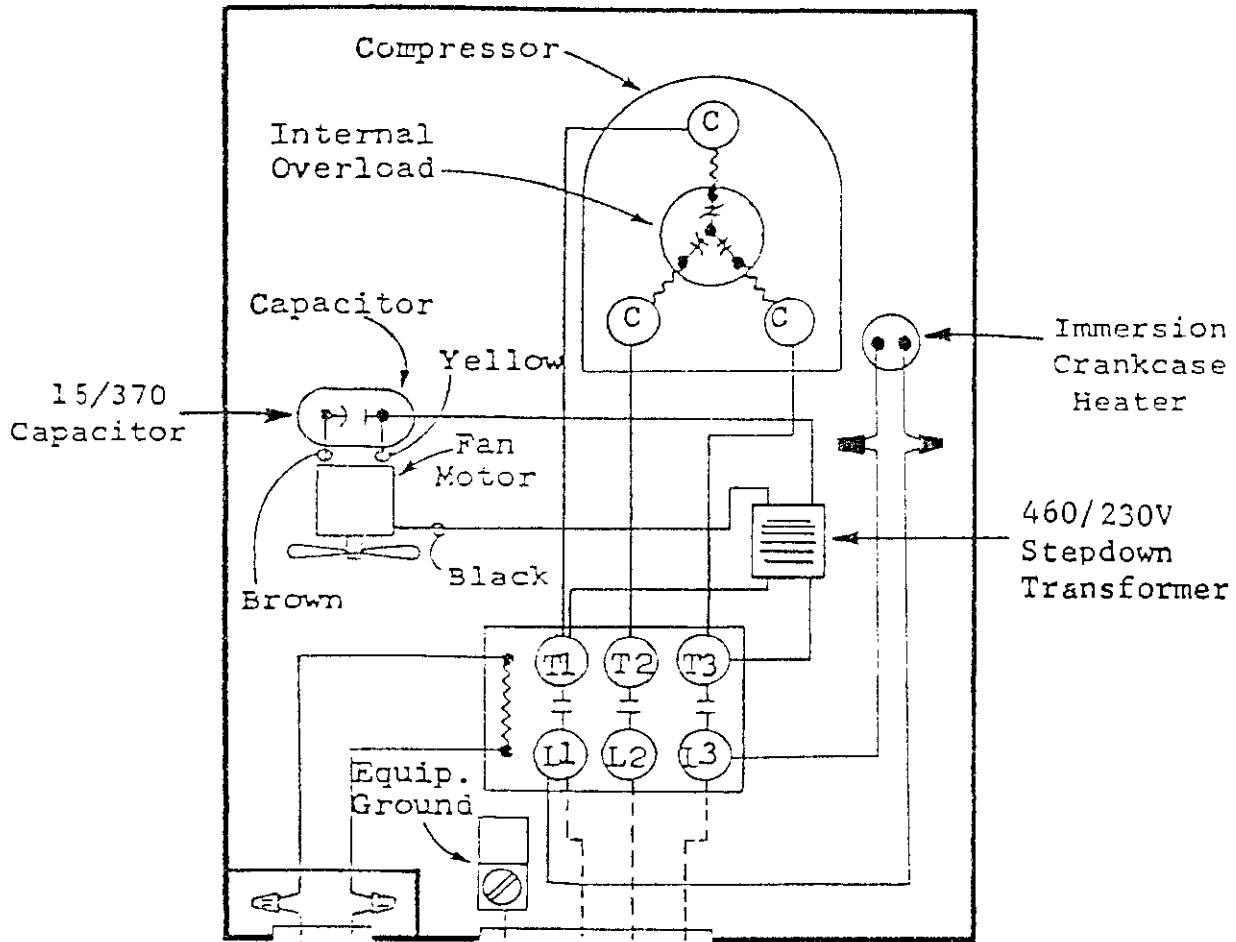 Compressor
C
Internal
Overload
C
C
Capacitor
Yellow
Immersion
Crankcase
Heater
15/370
Capacitor
Fan
Motor
460/230V
Stepdown
Transformer
Black
Brown
T1
T2
T3
L1
L2
L3
Equip.
Ground